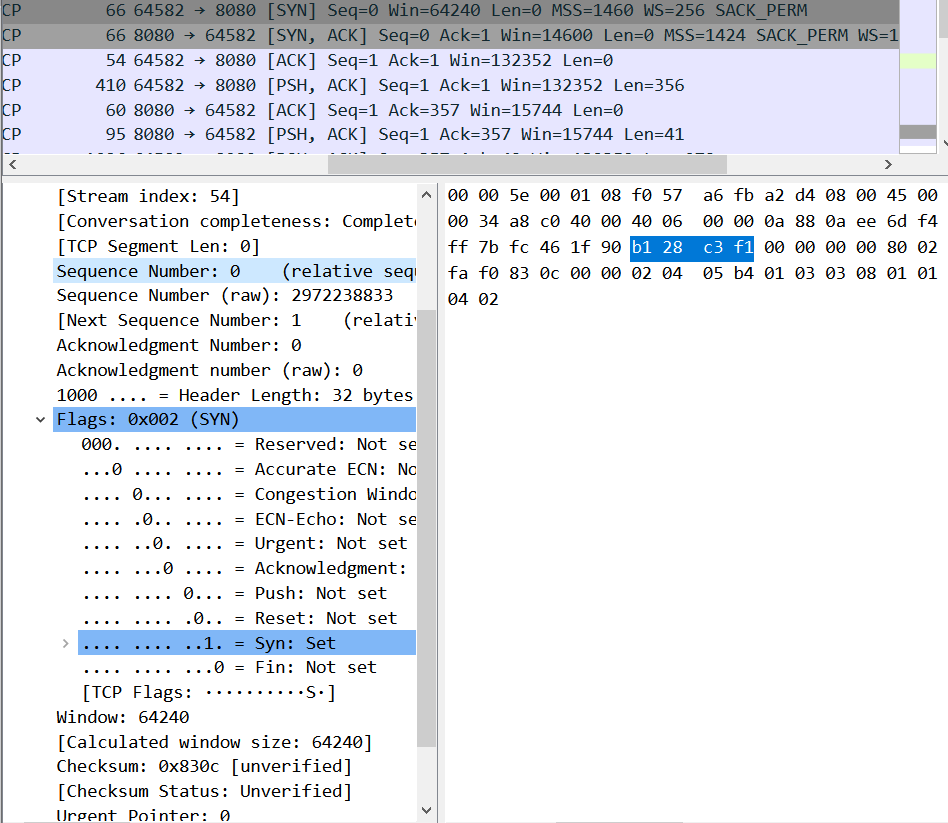 CP 66 64582 → 8080 [SYN] Seq=0 Win=64240 Len=0 MSS=1460 WS=256 SACK_PERM
CP 66 8080 → 64582 [SYN, ACK] Seq=0 Ack=1 Win=14600 Len=0 MSS=1424 SACK_PERM WS=1
CP 54 64582 → 8080 [ACK] Seq=1 Ack=1 Win=132352 Len=0
CP 410 64582 → 8080 [PSH, ACK] Seq=1 Ack=1 Win=132352 Len=356
CP 60 8080 → 64582 [ACK] Seq=1 Ack=357 Win=15744 Len=0
CP 95 8080 → 64582 [PSH, ACK] Seq=1 Ack=357 Win=15744 Len=41
[Stream index: 54]
[Conversation completeness: Complet
[TCP Segment Len: 0]
Sequence Number: 0 (relative seq
Sequence Number (raw): 2972238833
[Next Sequence Number: 1 (relati
Acknowledgment Number: 0
Acknowledgment number (raw): 0
1000 .... = Header Length: 32 bytes
Flags: 0x002 (SYN)
000. .... .... = Reserved: Not se
...0 .... .... = Accurate ECN: No
.... 0... .... = Congestion Windo
.... .0.. .... = ECN-Echo: Not se
.... ..0. .... = Urgent: Not set
.... ...0 .... = Acknowledgment:
.... .... 0... = Push: Not set
.... .... .0.. = Reset: Not set
.... .... ..1. = Syn: Set
.... .... ...0 = Fin: Not set
[TCP Flags: ··········S·]
Window: 64240
[Calculated window size: 64240]
Checksum: 0x830c [unverified]
[Checksum Status: Unverified]
Urgent Pointer: 0
00 00 5e 00 01 08 f0 57 a6 fb a2 d4 08 00 45 00
00 34 a8 c0 40 00 40 06 00 00 0a 88 0a ee 6d f4
ff 7b fc 46 1f 90 b1 28 c3 f1 00 00 00 00 80 02
fa f0 83 0c 00 00 02 04 05 b4 01 03 03 08 01 01
04 02